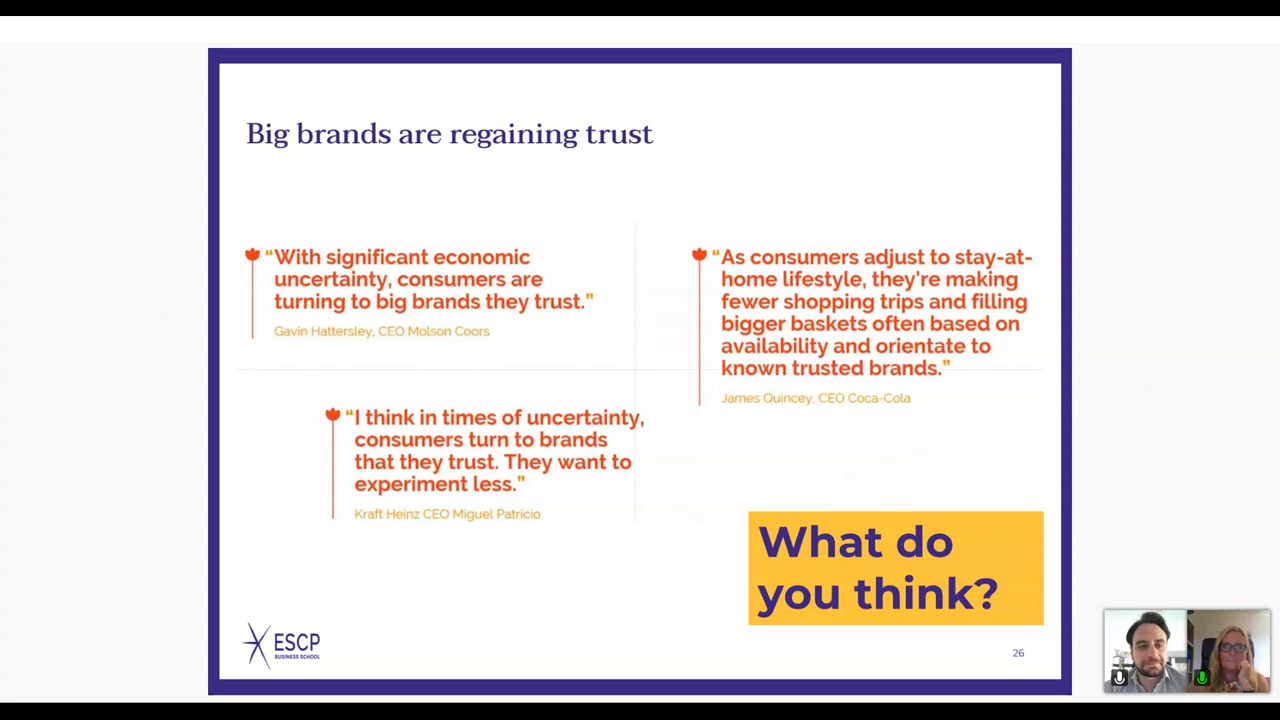 Big brands are regaining trust
“With significant economic
uncertainty, consumers are
turning to big brands they trust.”
Gavin Hattersley, CEO Molson Coors
“As consumers adjust to stay-at-
home lifestyle, they're making
fewer shopping trips and filling
bigger baskets often based on
availability and orientate to
known trusted brands.”
James Quincey, CEO Coca-Cola
“I think in times of uncertainty,
consumers turn to brands
that they trust. They want to
experiment less.”
Kraft Heinz CEO Miguel Patricio
What do
you think?
ESCP
BUSINESS SCHOOL
26